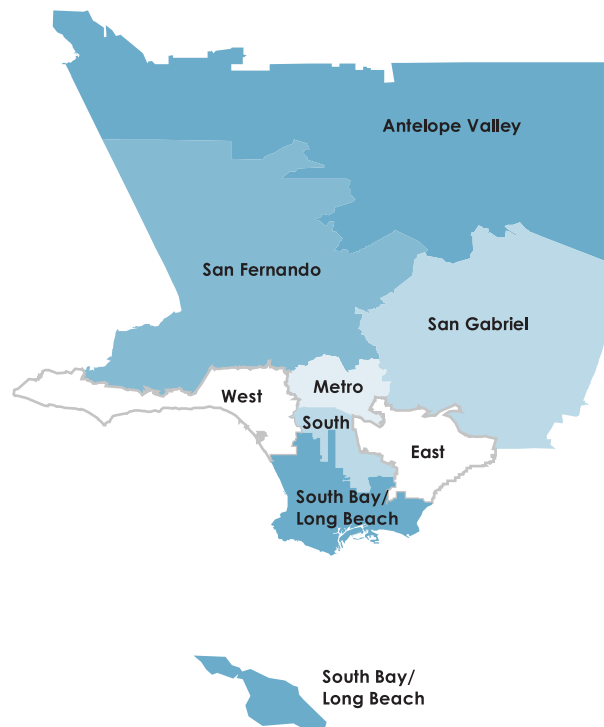 Antelope Valley
San Fernando
San Gabriel
Metro
West
South
East
South Bay/
Long Beach
South Bay/
Long Beach